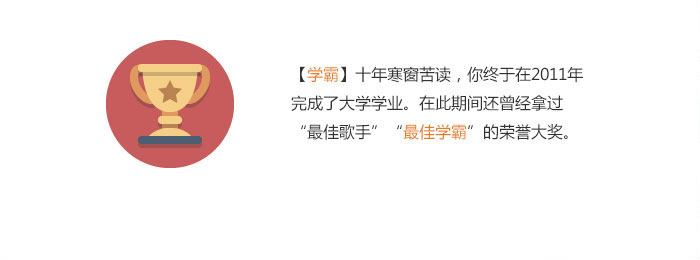 【学霸】十年寒窗苦读，你终于在2011年
完成了大学学业。在此期间还曾经拿过
“最佳歌手”“最佳学霸”的荣誉大奖。